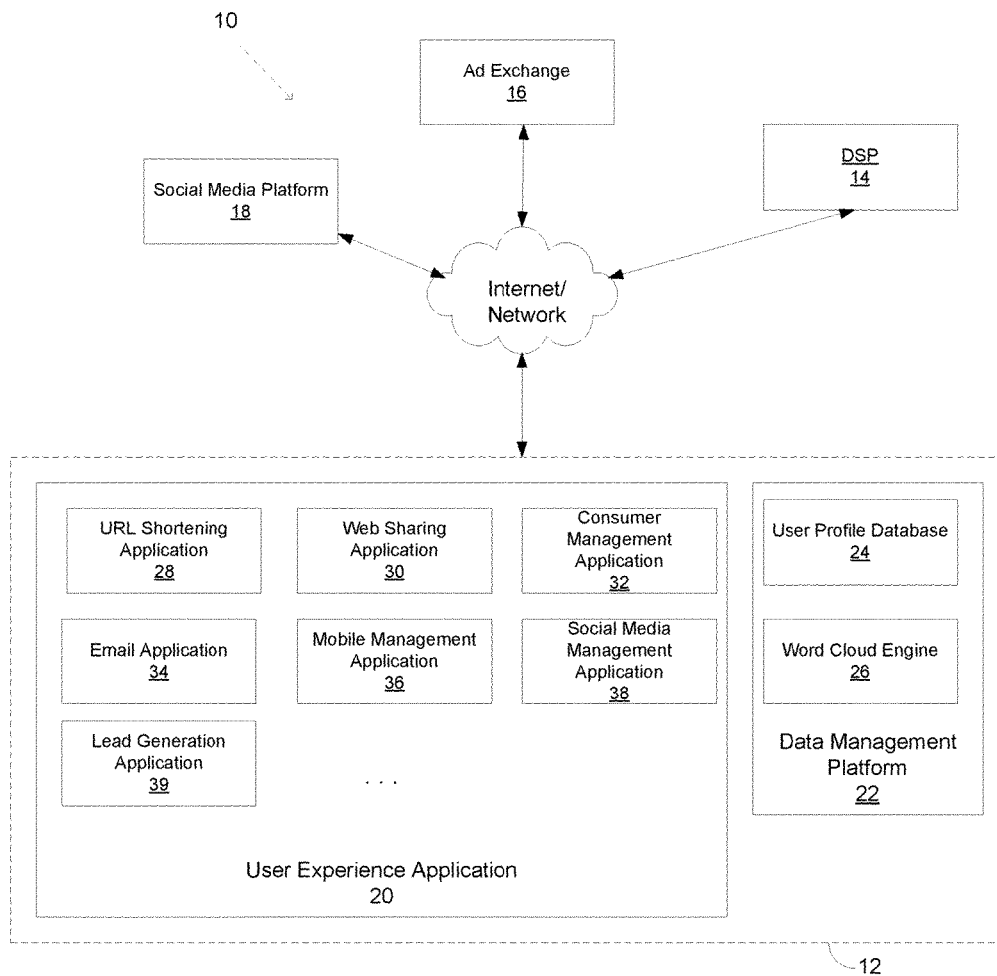 10
Ad Exchange
16
DSP
14
Social Media Platform
18
Internet/
Network
URL Shortening
Application
28
Web Sharing
Application
30
Consumer
Management
Application
32
User Profile Database
24
Email Application
34
Mobile Management
Application
36
Social Media
Management
Application
38
Word Cloud Engine
26
Lead Generation
Application
39
. . .
Data Management
Platform
22
User Experience Application
20
12